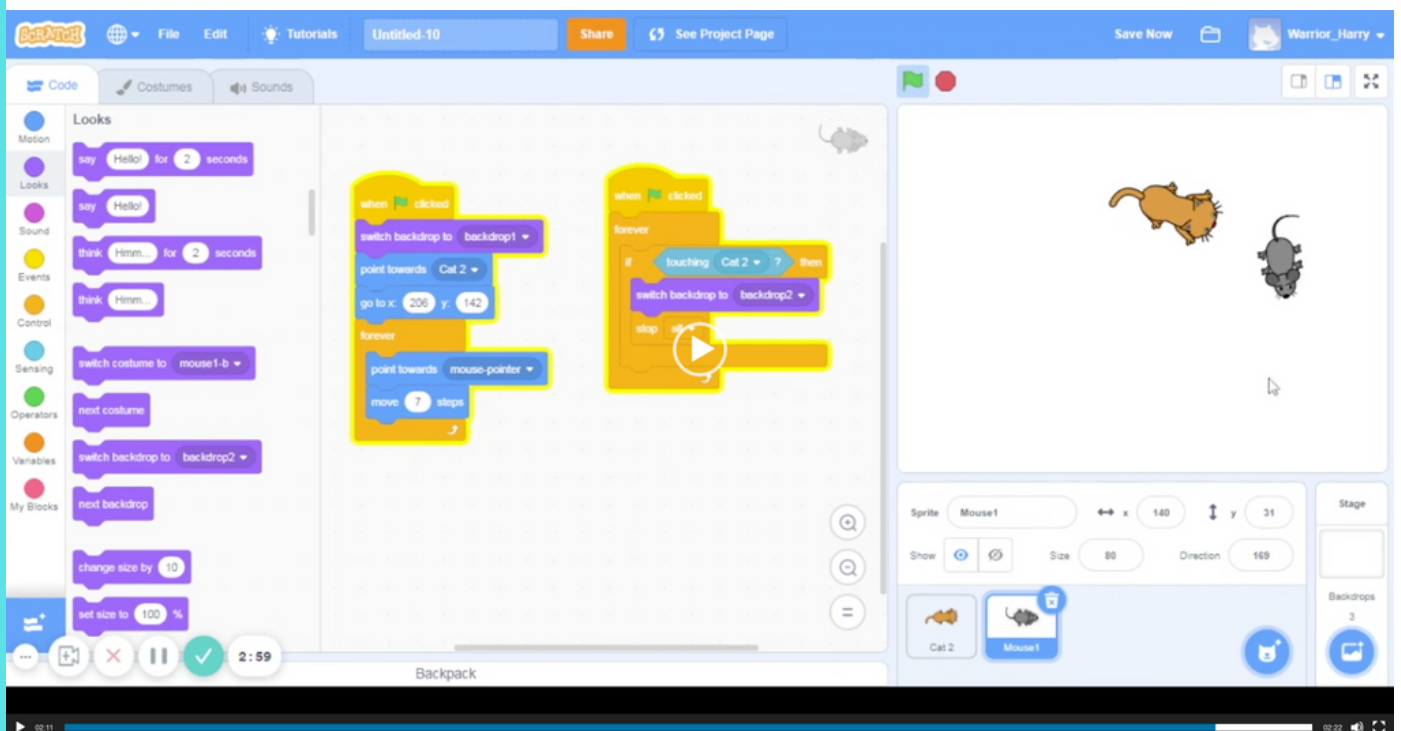 SCRATCH File Edit Tutorials Untitled-10 Share See Project Page Save Now Warrior_Harry
Code Costumes Sounds
Motion
Looks
Sound
Events
Control
Sensing
Operators
Variables
My Blocks
Looks
say Hello! for 2 seconds
say Hello!
think Hmm... for 2 seconds
think Hmm...
switch costume to mouse1-b
next costume
switch backdrop to backdrop2
next backdrop
change size by 10
set size to 100 %
when clicked
switch backdrop to backdrop1
point towards Cat 2
go to x: 206 y: 142
forever
point towards mouse-pointer
move 7 steps
when clicked
forever
if touching Cat 2 ? then
switch backdrop to backdrop2
stop all
Sprite Mouse1 x 140 y 31
Show Size 80 Direction 169
Cat 2
Mouse1
Stage
Backdrops
3
2:59
Backpack
02:11 02:22